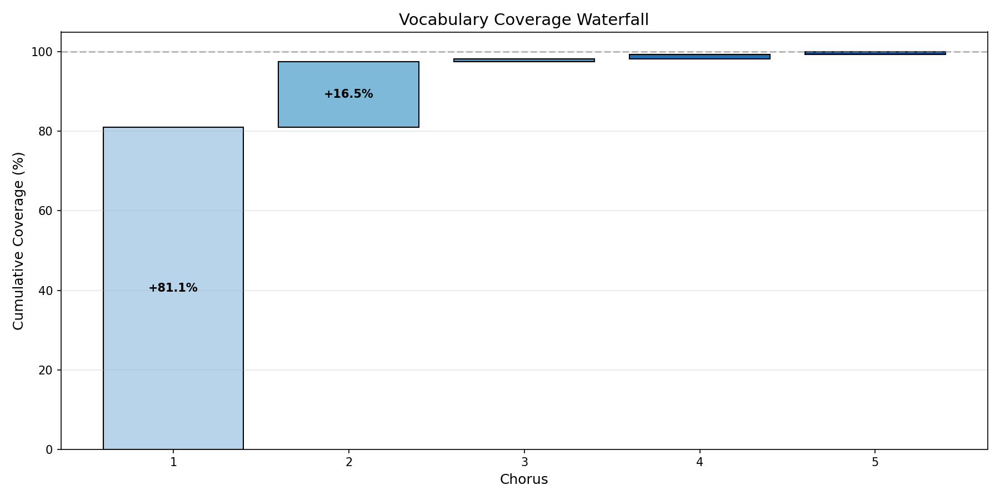 Vocabulary Coverage Waterfall
Cumulative Coverage (%)
100
80
60
40
20
0
+81.1%
+16.5%
1 2 3 4 5
Chorus